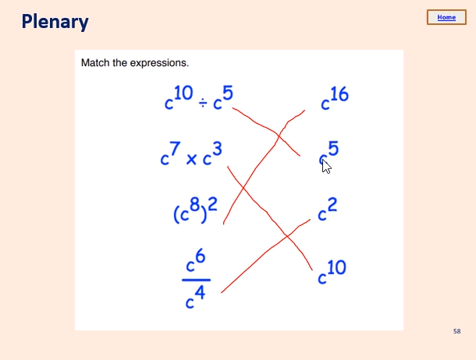 Plenary
Home
Match the expressions.
c¹⁰ ÷ c⁵
c¹⁶
c⁷ x c³
c⁵
(c⁸)²
c²
c⁶
c⁴
c¹⁰
58